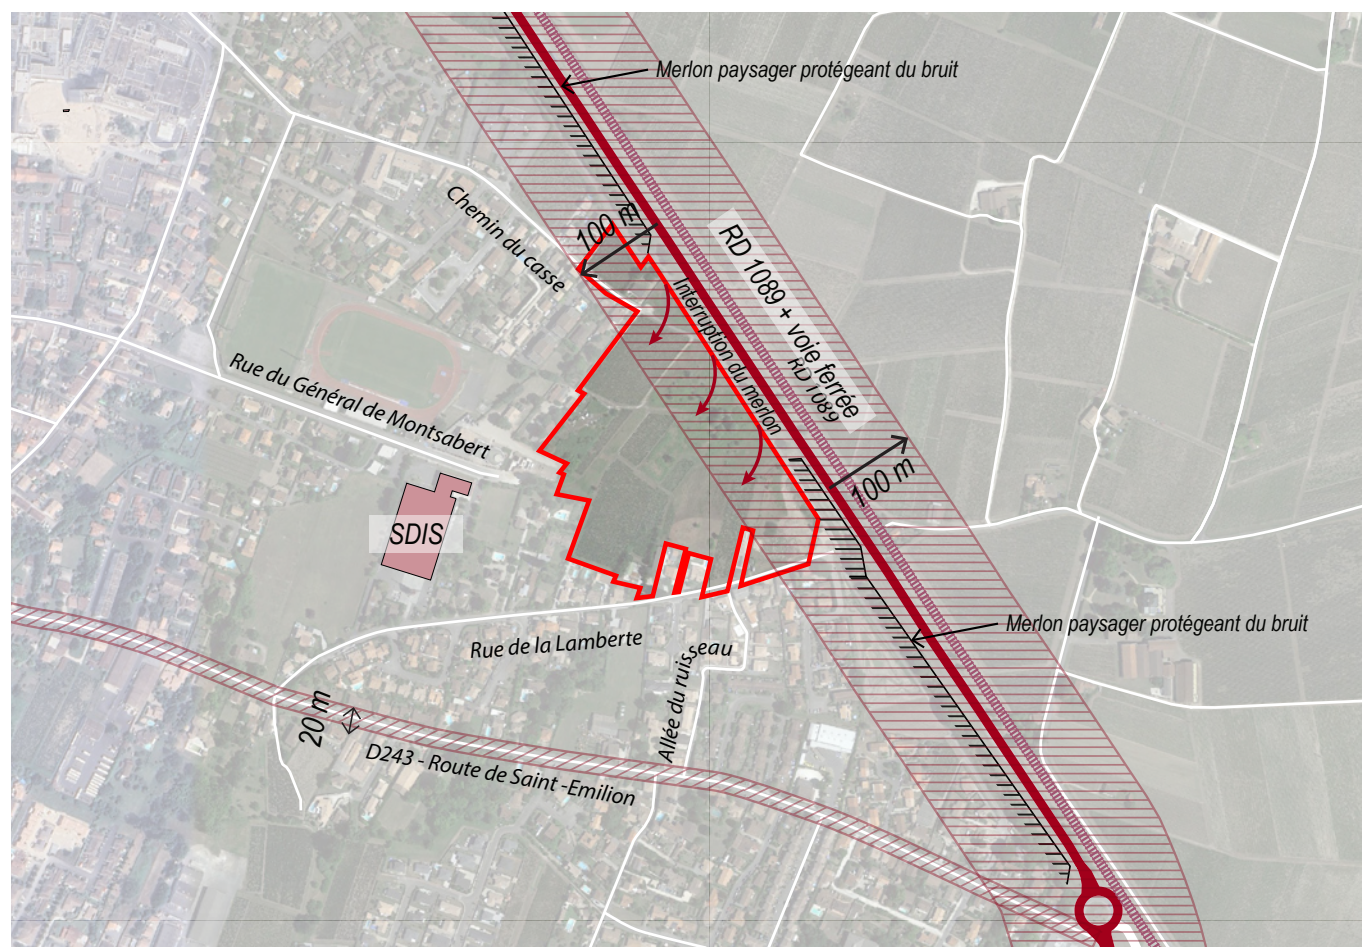 Merlon paysager protégeant du bruit
Chemin du casse
100 m
RD 1089 + voie ferrée
RD 1089
Interruption du merlon
Rue du Général de Montsabert
100 m
SDIS
Merlon paysager protégeant du bruit
Rue de la Lamberte
Allée du ruisseau
20 m
D243 - Route de Saint -Emilion